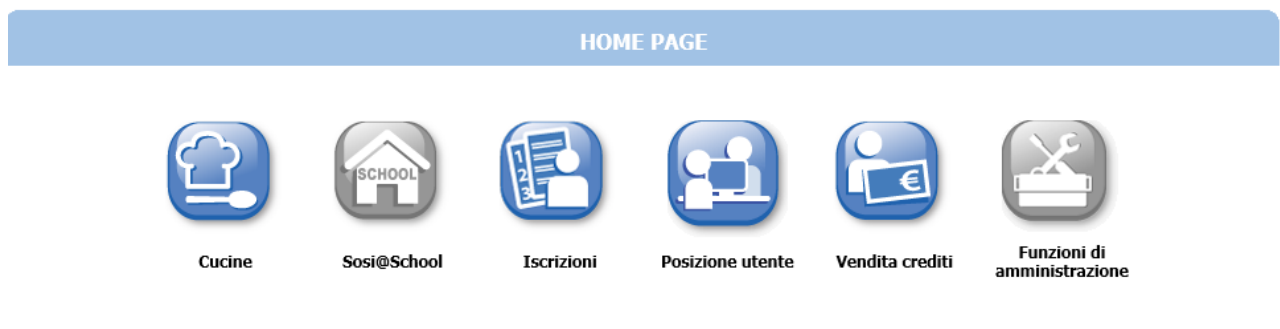 HOME PAGE
SCHOOL
1
2
3
€
Cucine
Sosi@School
Iscrizioni
Posizione utente
Vendita crediti
Funzioni di
amministrazione